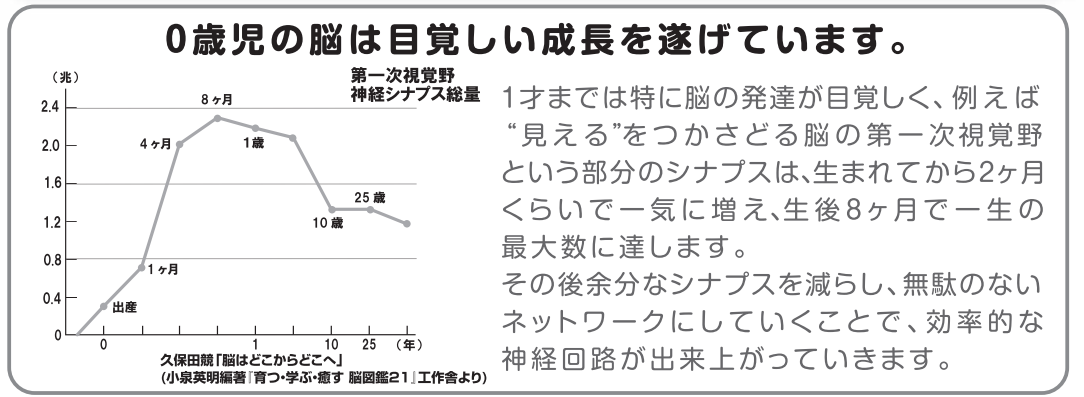 0歳児の脳は目覚しい成長を遂げています。
(兆)
第一次視覚野
神経シナプス総量
2.4
2.0
1.6
1.2
0.8
0.4
0
出産
1ヶ月
4ヶ月
8ヶ月
1歳
10歳
25歳
0
1
10
25
(年)
久保田競「脳はどこからどこへ」
(小泉英明編著『育つ・学ぶ・癒す 脳図鑑21』工作舎より)
1才までは特に脳の発達が目覚しく、例えば
“見える”をつかさどる脳の第一次視覚野
という部分のシナプスは、生まれてから2ヶ月
くらいで一気に増え、生後8ヶ月で一生の
最大数に達します。
その後余分なシナプスを減らし、無駄のない
ネットワークにしていくことで、効率的な
神経回路が出来上がっていきます。